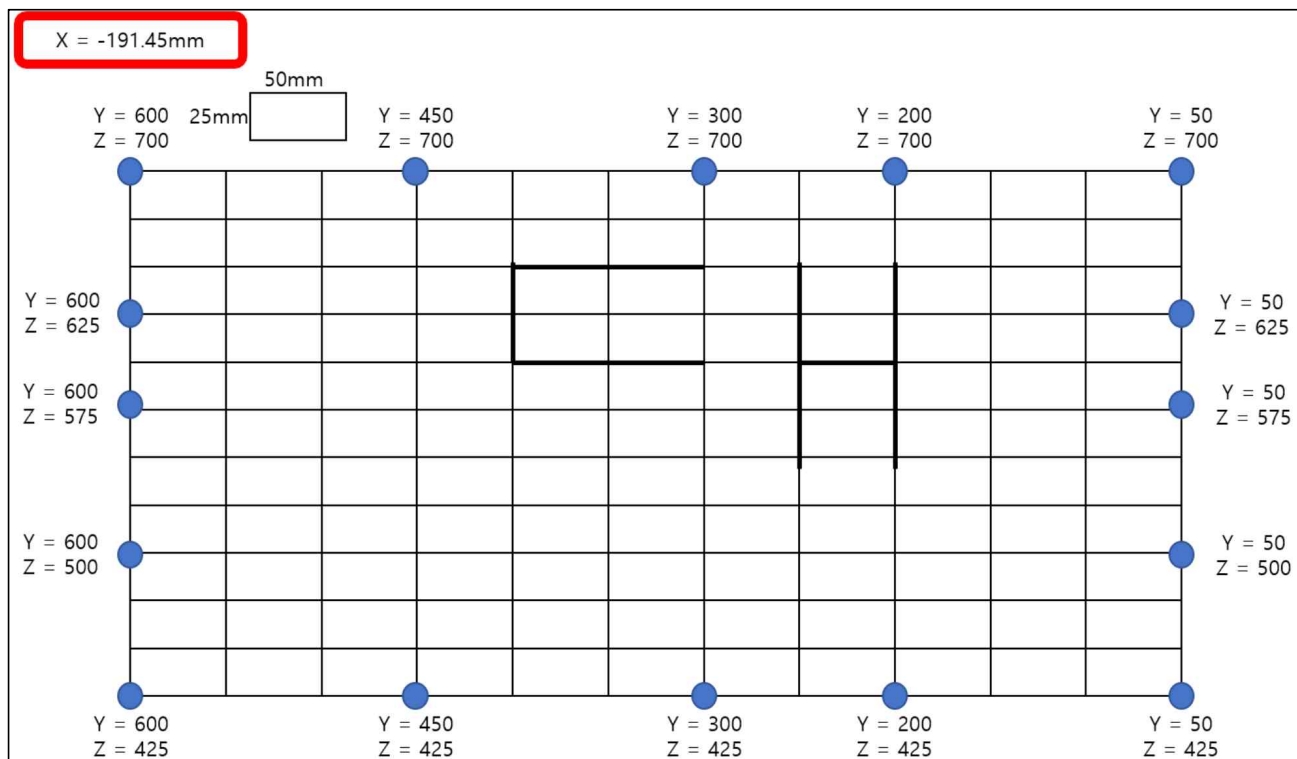 X = -191.45mm
50mm
25mm
Y = 600
Z = 700
Y = 450
Z = 700
Y = 300
Z = 700
Y = 200
Z = 700
Y = 50
Z = 700
Y = 600
Z = 625
Y = 50
Z = 625
Y = 600
Z = 575
Y = 50
Z = 575
Y = 600
Z = 500
Y = 50
Z = 500
Y = 600
Z = 425
Y = 450
Z = 425
Y = 300
Z = 425
Y = 200
Z = 425
Y = 50
Z = 425